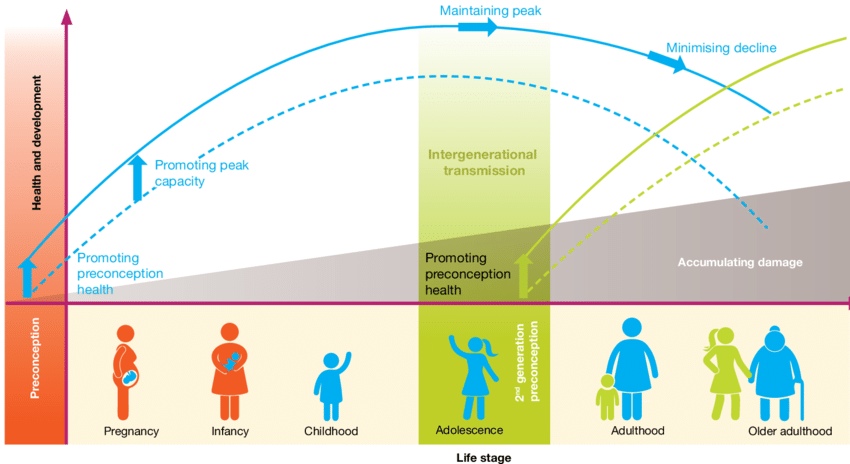 Maintaining peak
Minimising decline
Health and development
Promoting peak
capacity
Intergenerational
transmission
Promoting
preconception
health
Promoting
preconception
health
Accumulating damage
Preconception
2nd generation
preconception
Pregnancy
Infancy
Childhood
Adolescence
Adulthood
Older adulthood
Life stage